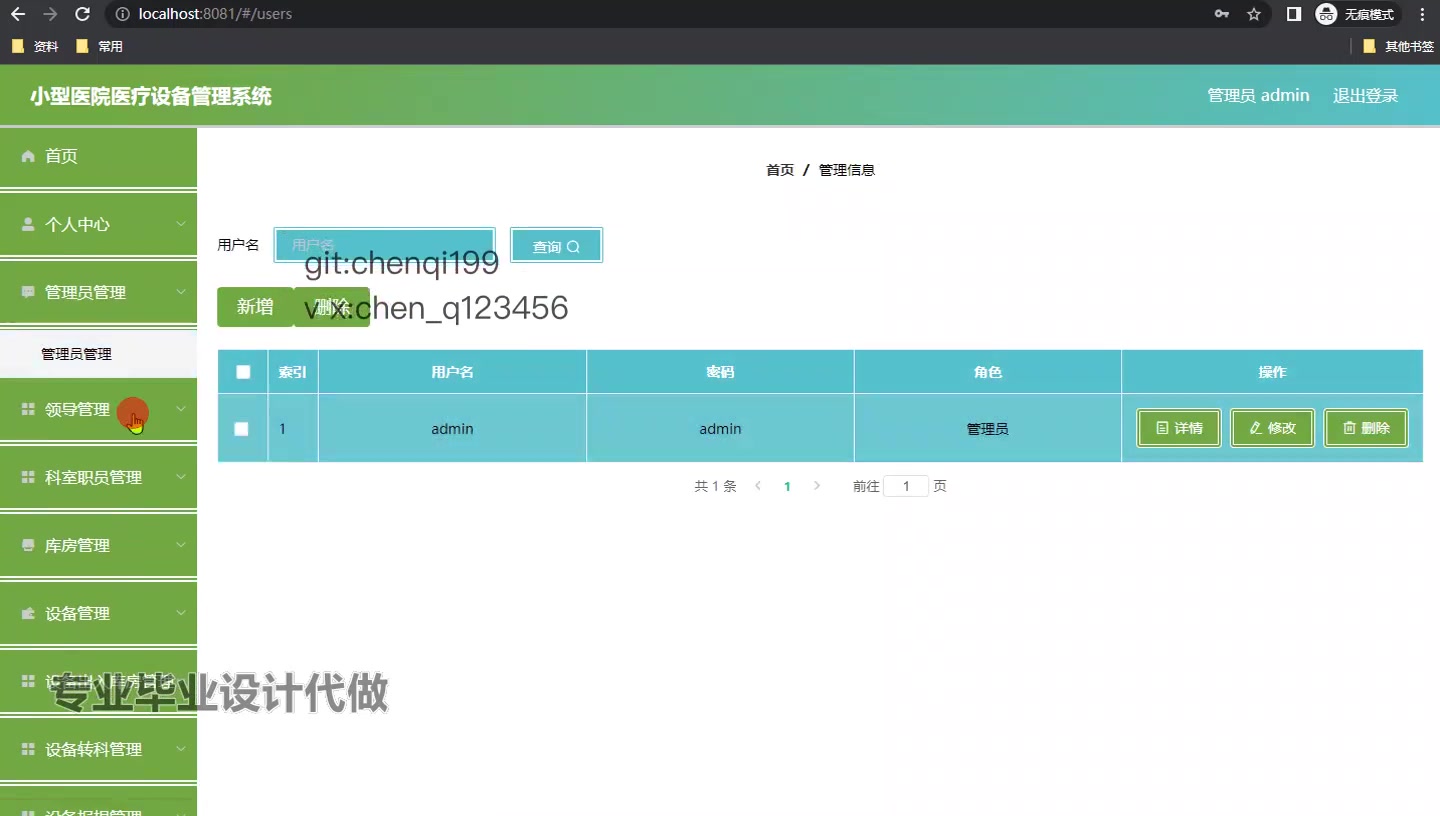 localhost:8081/#/users
无痕模式
资料
常用
其他书签
小型医院医疗设备管理系统
管理员 admin
退出登录
首页
个人中心
管理员管理
管理员管理
领导管理
科室职员管理
库房管理
设备管理
设备转科管理
首页 / 管理信息
用户名
用户名
查询
git:chenqi199
新增
删除
vx:chen_q123456
索引 用户名 密码 角色 操作
1 admin admin 管理员 详情 修改 删除
共 1 条 1 前往 1 页
专业毕业设计代做